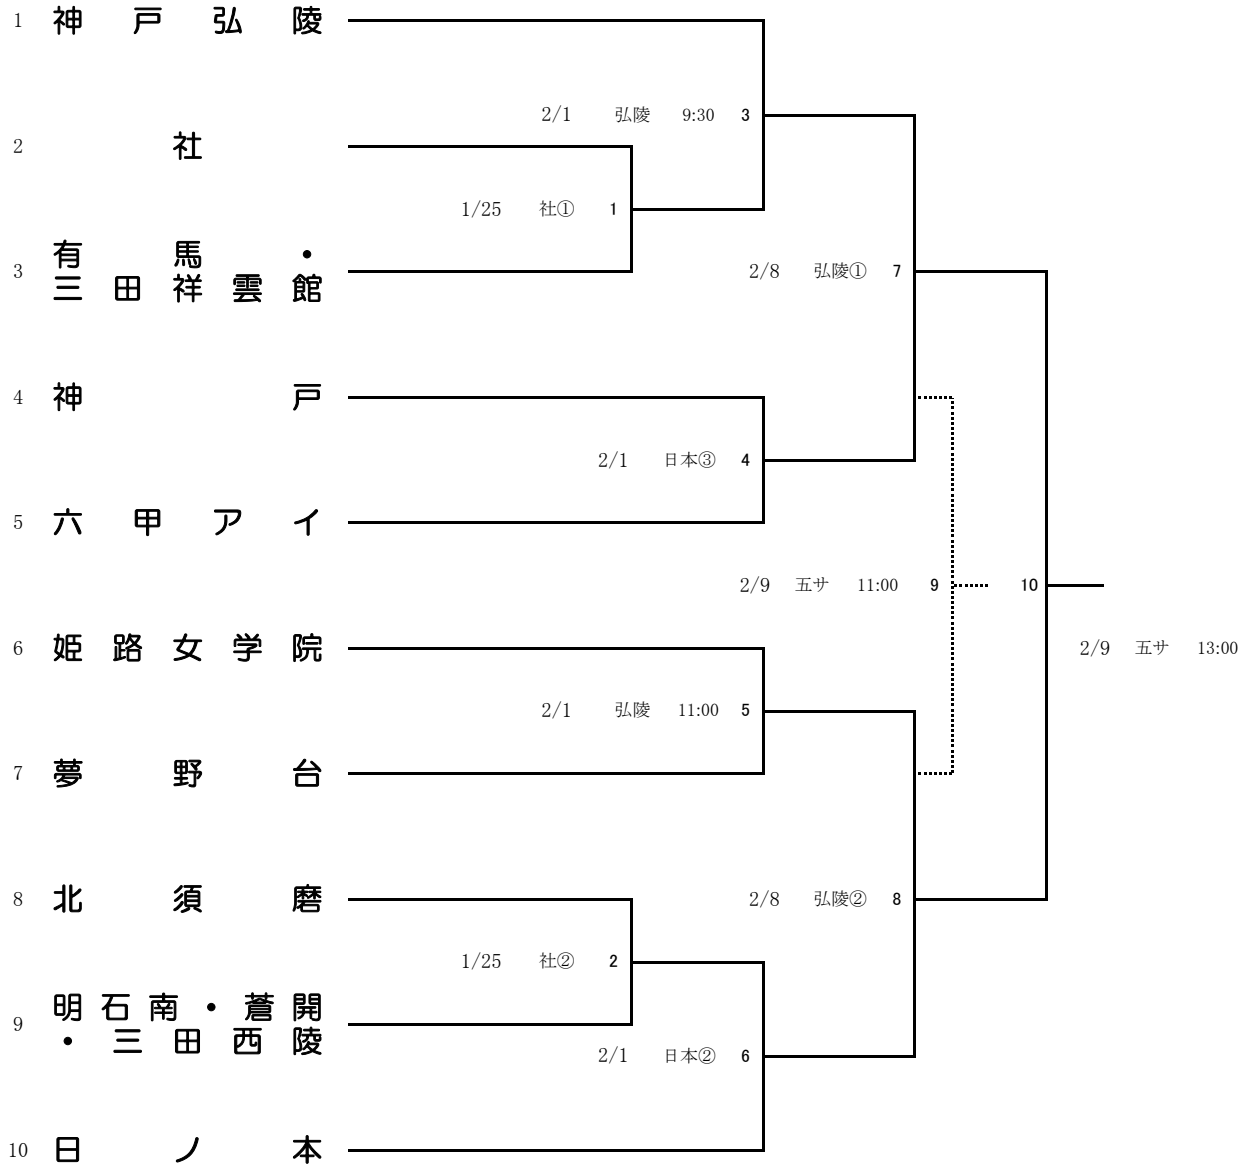 1 神戸弘陵
2/1 弘陵 9:30 3
2 社
1/25 社① 1
3 有馬・
三田祥雲館
2/8 弘陵① 7
4 神戸
2/1 日本③ 4
5 六甲アイ
2/9 五サ 11:00 9
10
6 姫路女学院
2/9 五サ 13:00
2/1 弘陵 11:00 5
7 夢野台
8 北須磨
2/8 弘陵② 8
1/25 社② 2
9 明石南・蒼開
・三田西陵
2/1 日本② 6
10 日ノ本